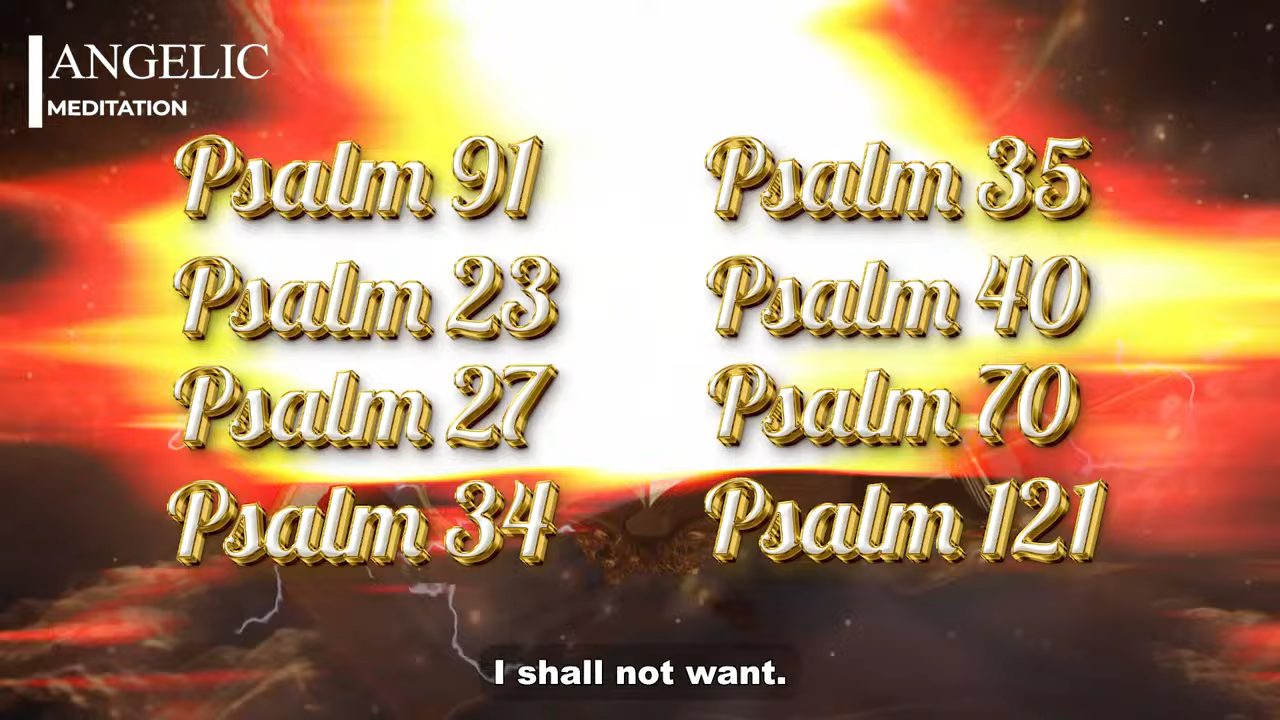 ANGELIC
MEDITATION
Psalm 91
Psalm 23
Psalm 27
Psalm 34
Psalm 35
Psalm 40
Psalm 70
Psalm 121
I shall not want.